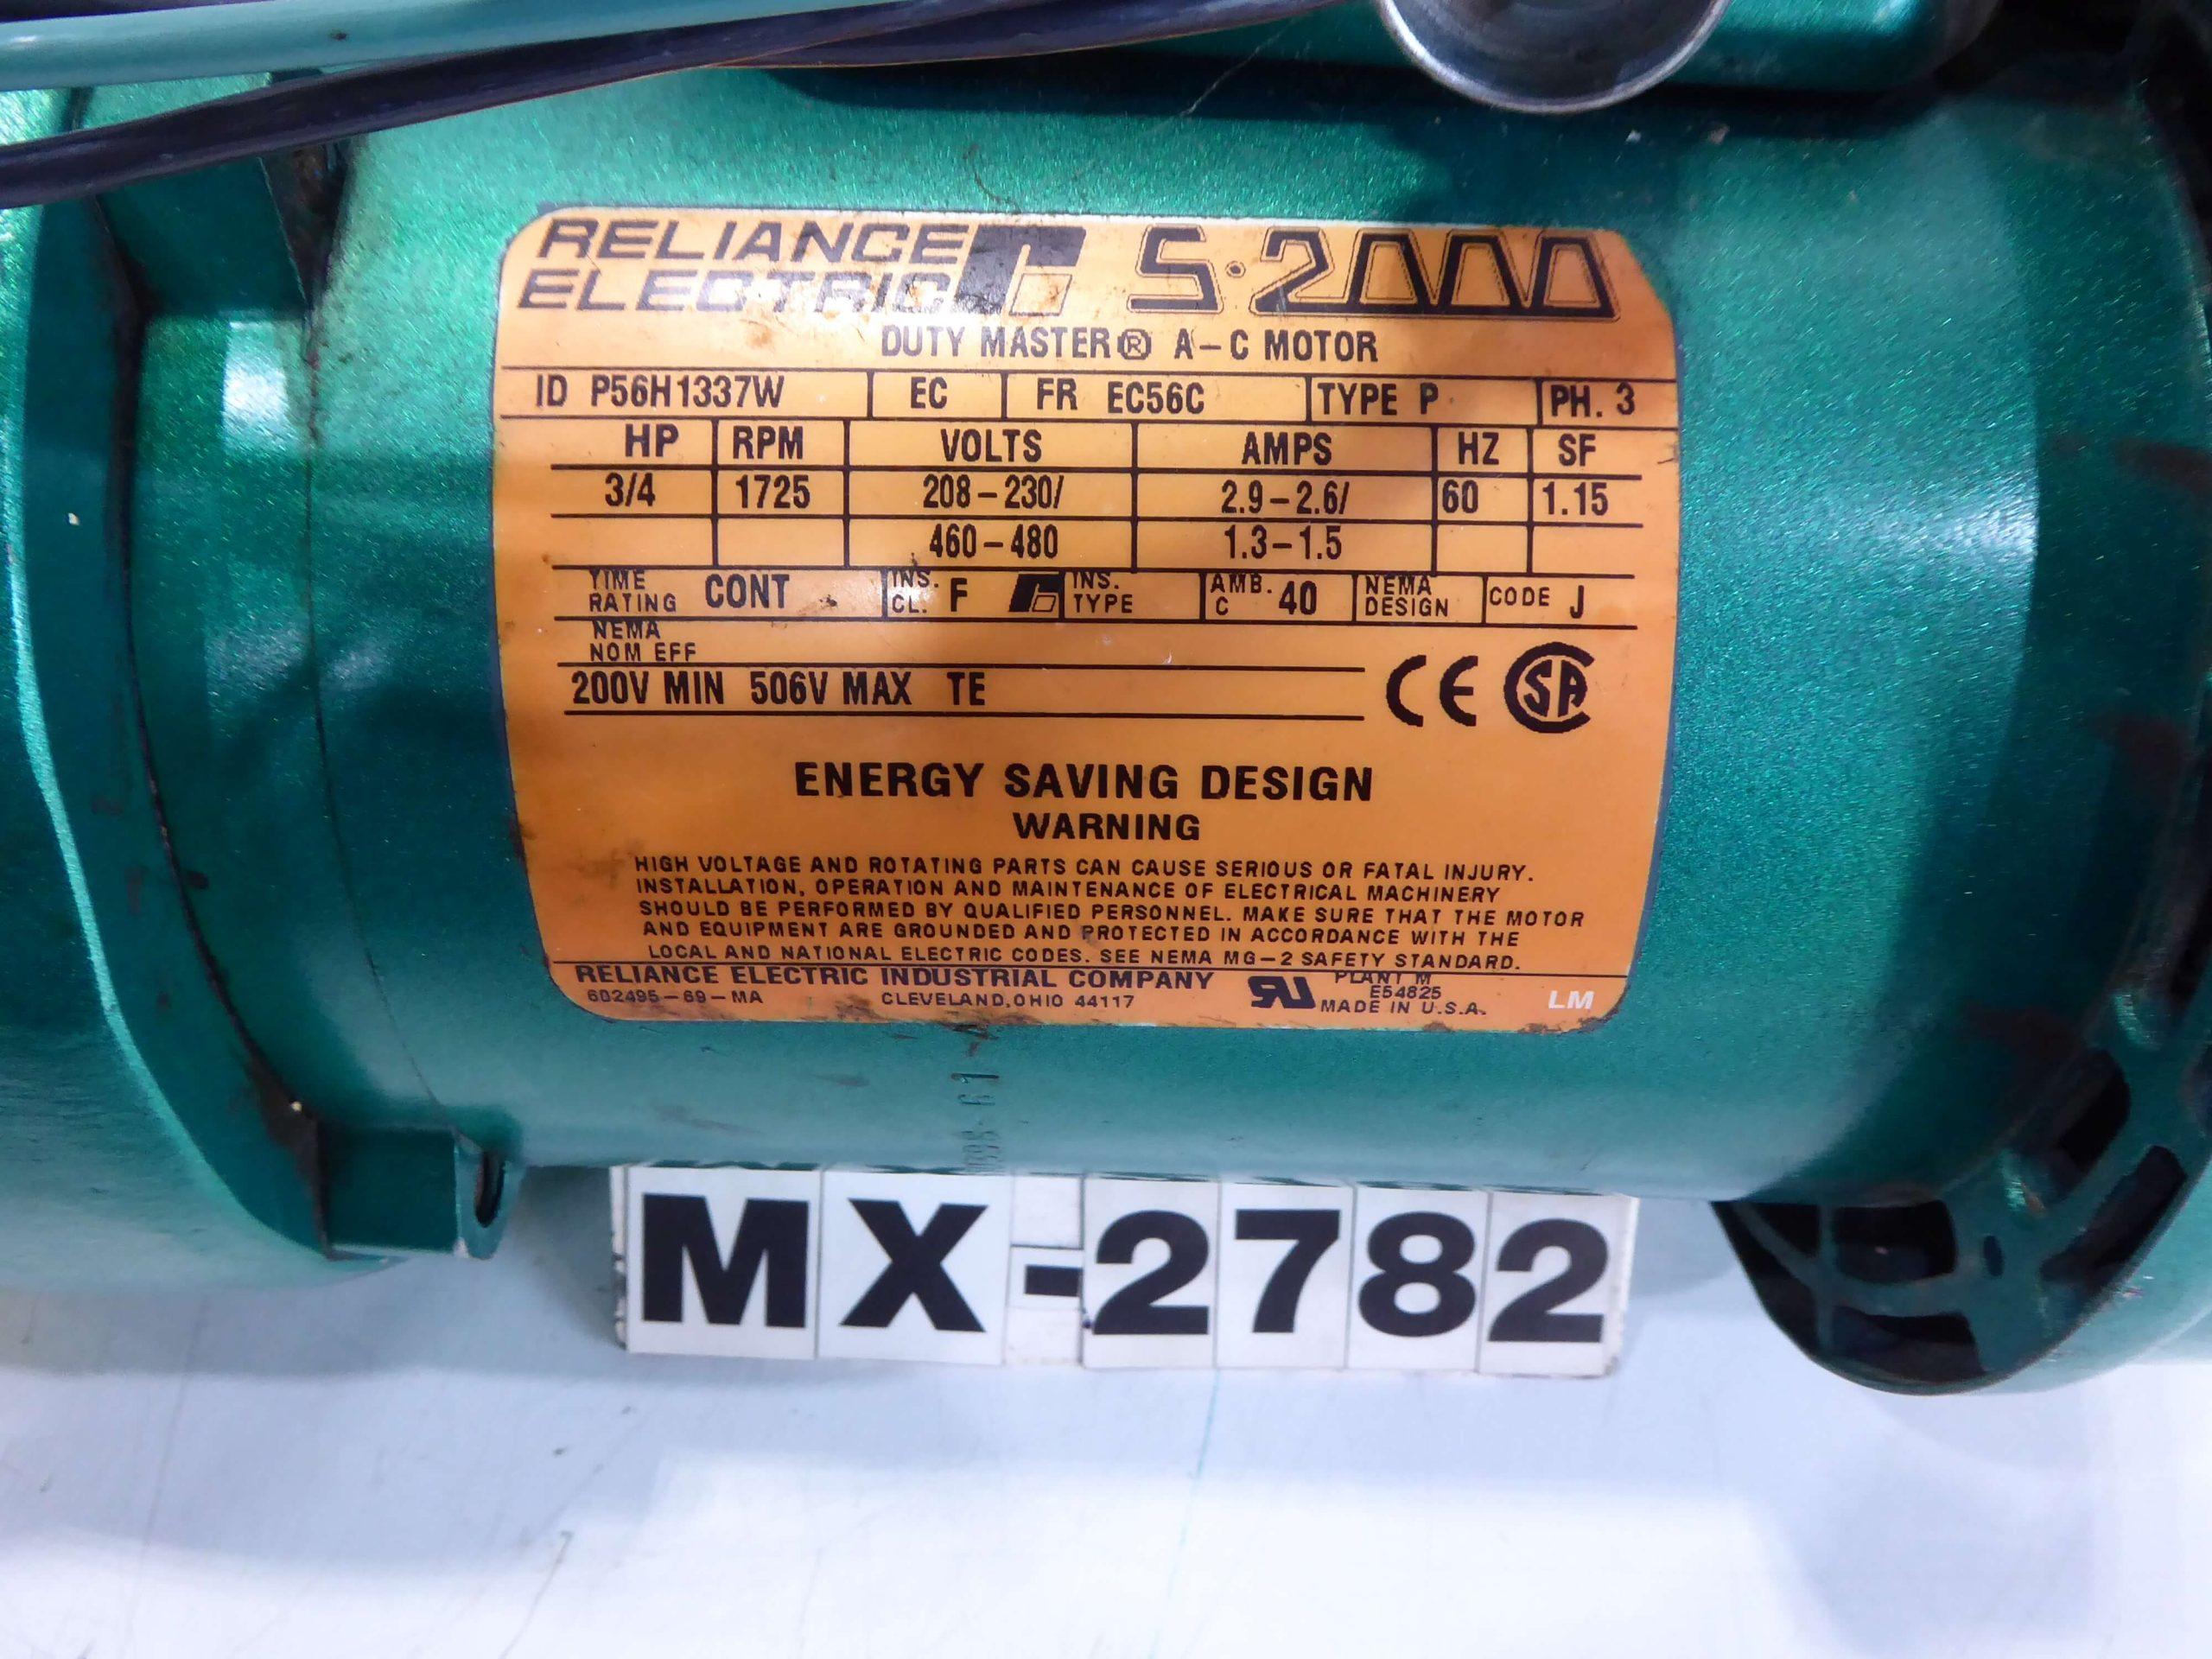 RELIANCE
ELECTRIC
S·2000
DUTY MASTER® A-C MOTOR
ID P56H1337W EC FR EC56C TYPE P PH. 3
HP RPM VOLTS AMPS HZ SF
3/4 1725 208-230/ 2.9-2.6/ 60 1.15
460-480 1.3-1.5
TIME RATING CONT INS. CL. F INS. TYPE AMB. C 40 NEMA DESIGN CODE J
NEMA
NOM EFF
200V MIN 506V MAX TE
CE CSA
ENERGY SAVING DESIGN
WARNING
HIGH VOLTAGE AND ROTATING PARTS CAN CAUSE SERIOUS OR FATAL INJURY.
INSTALLATION, OPERATION AND MAINTENANCE OF ELECTRICAL MACHINERY
SHOULD BE PERFORMED BY QUALIFIED PERSONNEL. MAKE SURE THAT THE MOTOR
AND EQUIPMENT ARE GROUNDED AND PROTECTED IN ACCORDANCE WITH THE
LOCAL AND NATIONAL ELECTRIC CODES. SEE NEMA MG-2 SAFETY STANDARD.
RELIANCE ELECTRIC INDUSTRIAL COMPANY
602495-69-MA CLEVELAND, OHIO 44117
PLANT M
E54825
MADE IN U.S.A.
LM
MX-2782